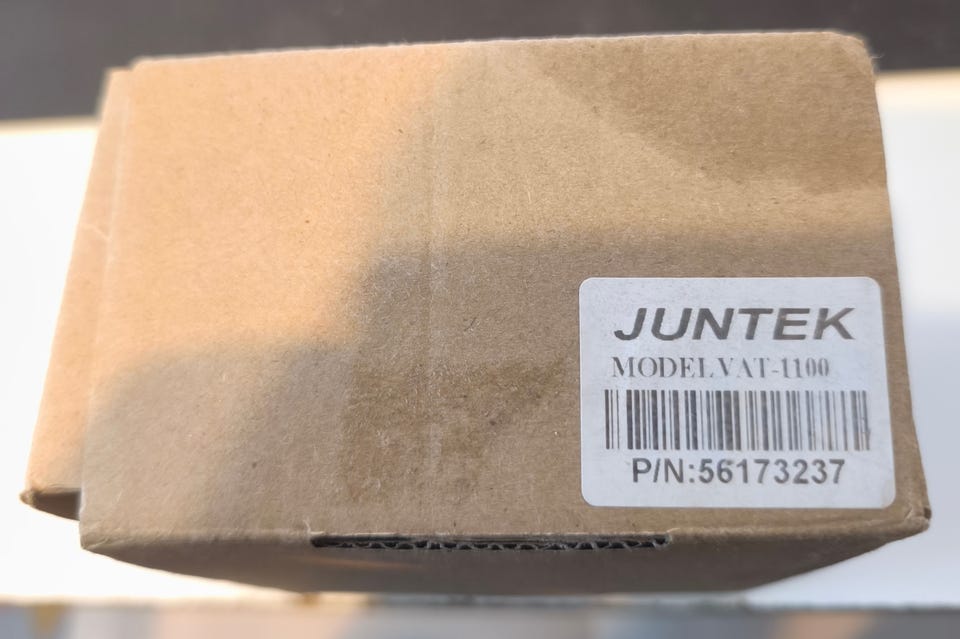 JUNTEK
MODEL VAT-1100
P/N:56173237